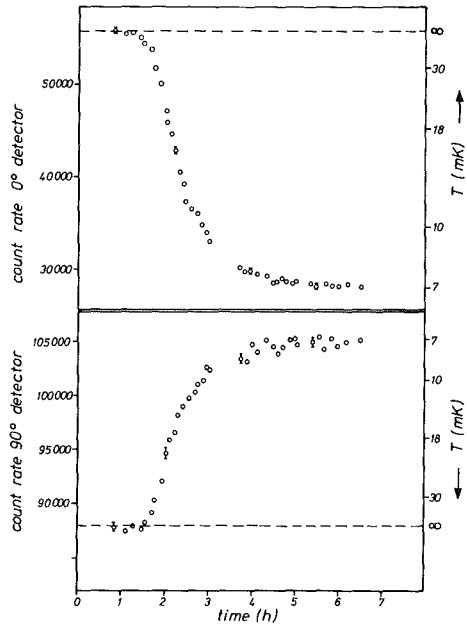 count rate 0° detector
50000
40000
30000
∞
30
18
10
7
T (mK)
count rate 90° detector
105000
100000
95000
90000
7
10
18
30
∞
T (mK)
0 1 2 3 4 5 6 7
time (h)